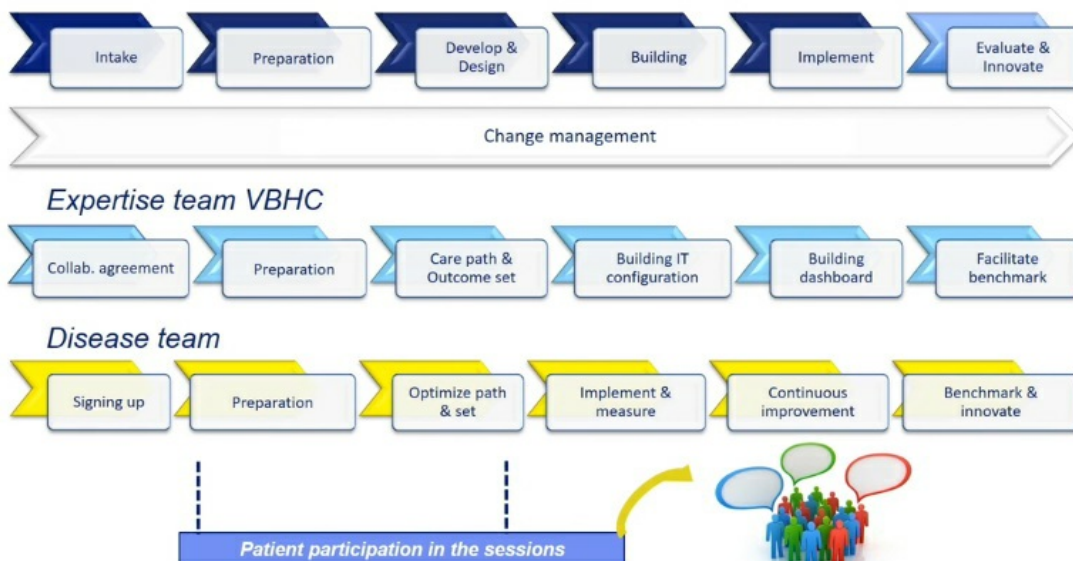 Intake
Preparation
Develop &
Design
Building
Implement
Evaluate &
Innovate
Change management
Expertise team VBHC
Collab. agreement
Preparation
Care path &
Outcome set
Building IT
configuration
Building
dashboard
Facilitate
benchmark
Disease team
Signing up
Preparation
Optimize path
& set
Implement &
measure
Continuous
improvement
Benchmark &
innovate
Patient participation in the sessions